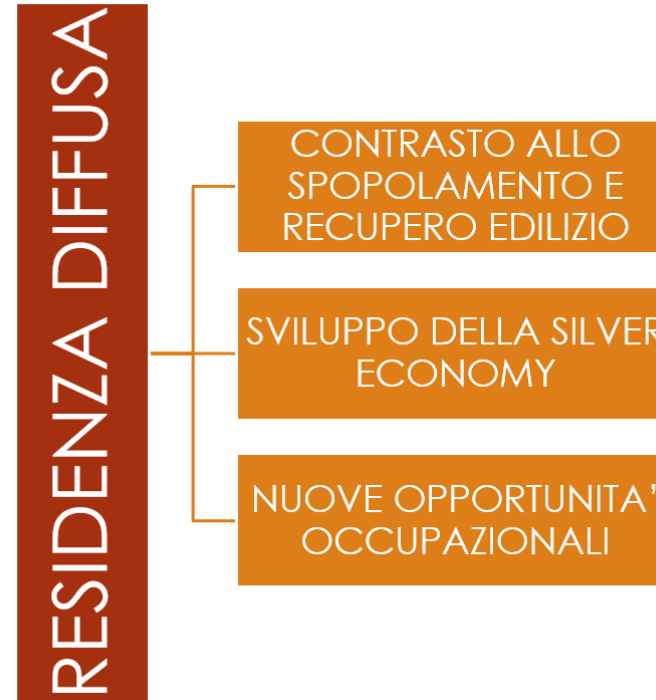 RESIDENZA DIFFUSA
CONTRASTO ALLO
SPOPOLAMENTO E
RECUPERO EDILIZIO
SVILUPPO DELLA SILVER
ECONOMY
NUOVE OPPORTUNITA'
OCCUPAZIONALI